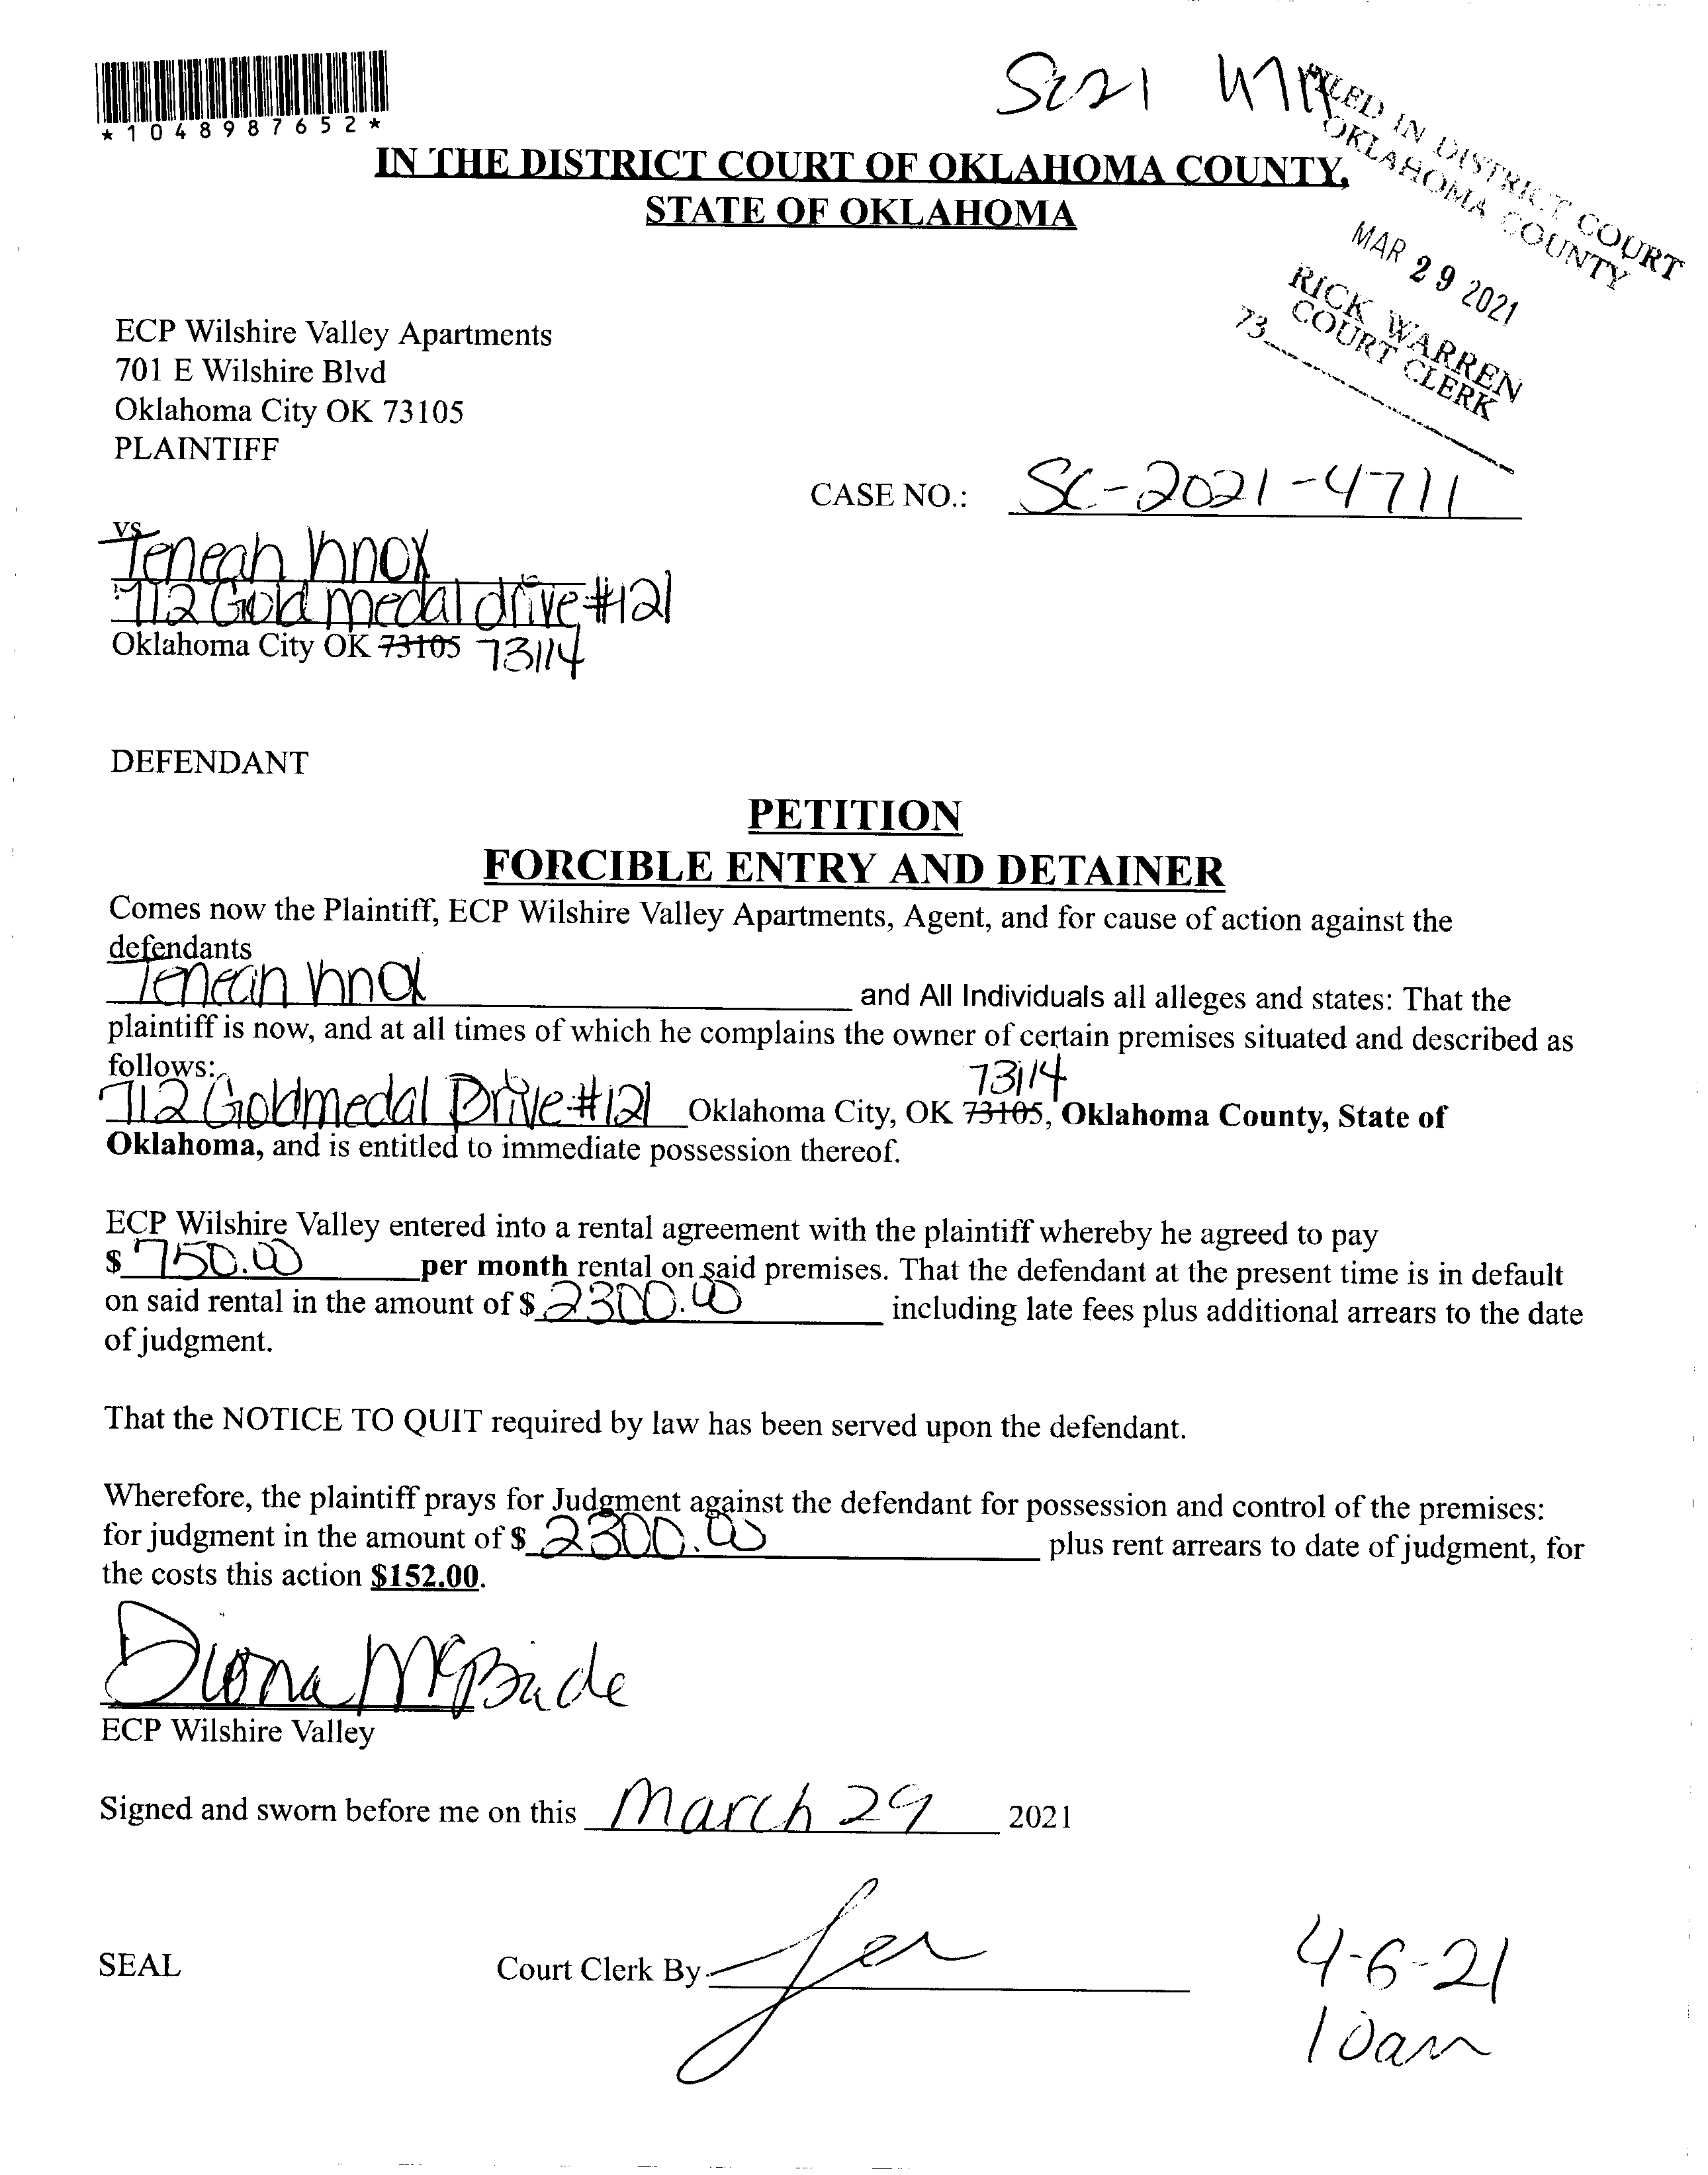 *1048987652*
SC21 4711
FILED IN DISTRICT COURT
OKLAHOMA COUNTY
MAR 29 2021
RICK WARREN
COURT CLERK
73
IN THE DISTRICT COURT OF OKLAHOMA COUNTY,
STATE OF OKLAHOMA
ECP Wilshire Valley Apartments
701 E Wilshire Blvd
Oklahoma City OK 73105
PLAINTIFF
CASE NO.: SC-2021-4711
vs
Tenean Knox
712 Gold medal drive #121
Oklahoma City OK 73105 73114
DEFENDANT
PETITION
FORCIBLE ENTRY AND DETAINER
Comes now the Plaintiff, ECP Wilshire Valley Apartments, Agent, and for cause of action against the
defendants
Tenean Knox and All Individuals all alleges and states: That the
plaintiff is now, and at all times of which he complains the owner of certain premises situated and described as
follows:
73114
712 Goldmedal Drive #121 Oklahoma City, OK 73105, Oklahoma County, State of
Oklahoma, and is entitled to immediate possession thereof.
ECP Wilshire Valley entered into a rental agreement with the plaintiff whereby he agreed to pay
$ 750.00 per month rental on said premises. That the defendant at the present time is in default
on said rental in the amount of $ 2300.00 including late fees plus additional arrears to the date
of judgment.
That the NOTICE TO QUIT required by law has been served upon the defendant.
Wherefore, the plaintiff prays for Judgment against the defendant for possession and control of the premises:
for judgment in the amount of $ 2300.00 plus rent arrears to date of judgment, for
the costs this action $152.00.
Diona McBride
ECP Wilshire Valley
Signed and sworn before me on this March 29 2021
SEAL Court Clerk By
4-6-21
10am